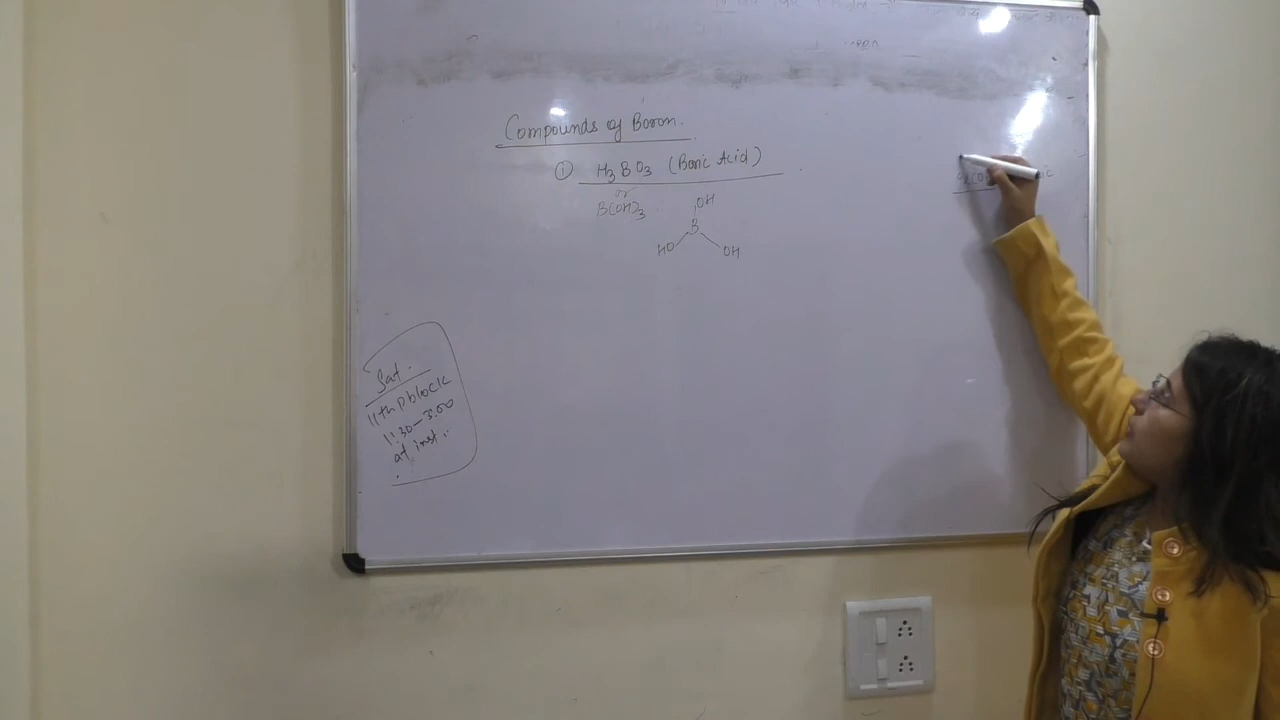 Compounds of Boron.
① H₃BO₃ (Boric Acid)
or
B(OH)₃
OH
B
HO OH
Sat.
11th P block
11:30-3:00
at inst.